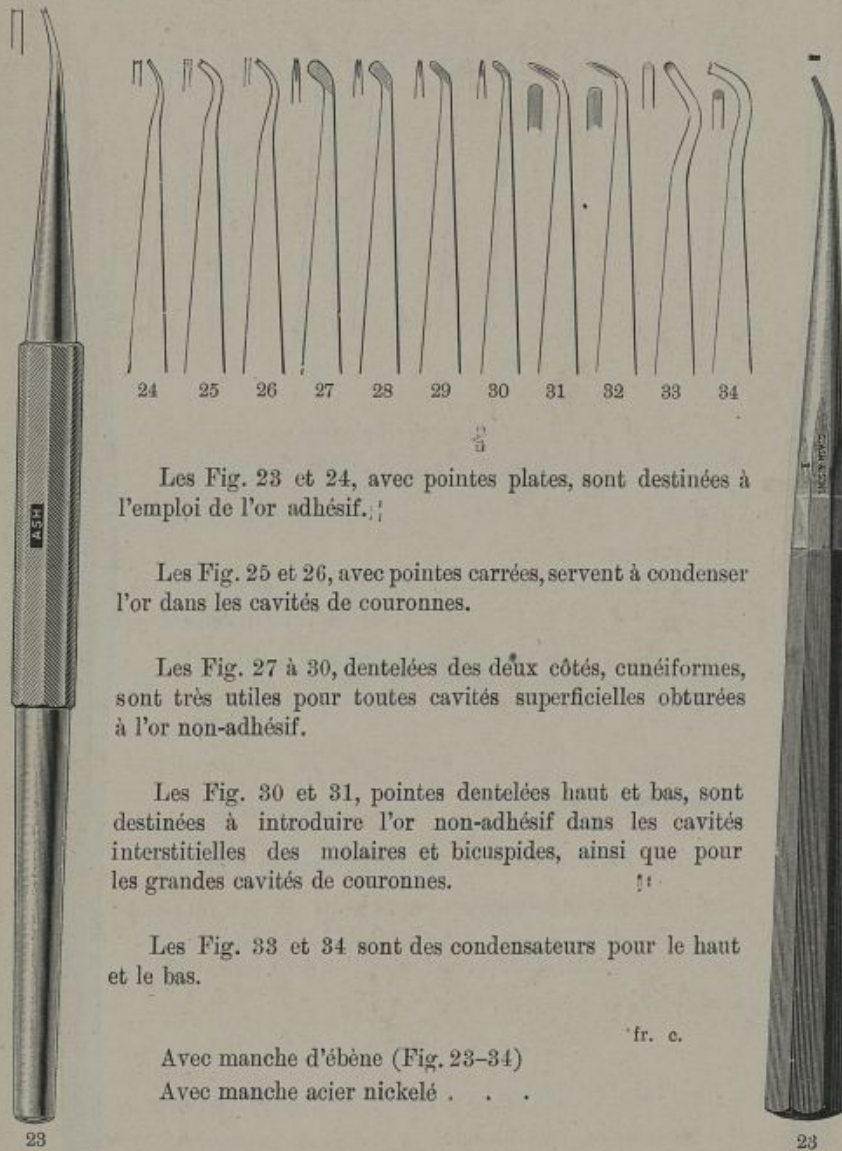 24 25 26 27 28 29 30 31 32 33 34
Les Fig. 23 et 24, avec pointes plates, sont destinées à
l'emploi de l'or adhésif.
ASH
Les Fig. 25 et 26, avec pointes carrées, servent à condenser
l'or dans les cavités de couronnes.
Les Fig. 27 à 30, dentelées des deux côtés, cunéiformes,
sont très utiles pour toutes cavités superficielles obturées
à l'or non-adhésif.
Les Fig. 30 et 31, pointes dentelées haut et bas, sont
destinées à introduire l'or non-adhésif dans les cavités
interstitielles des molaires et bicuspides, ainsi que pour
les grandes cavités de couronnes.
Les Fig. 33 et 34 sont des condensateurs pour le haut
et le bas.
fr. c.
Avec manche d'ébène (Fig. 23–34)
Avec manche acier nickelé . . .
23
23